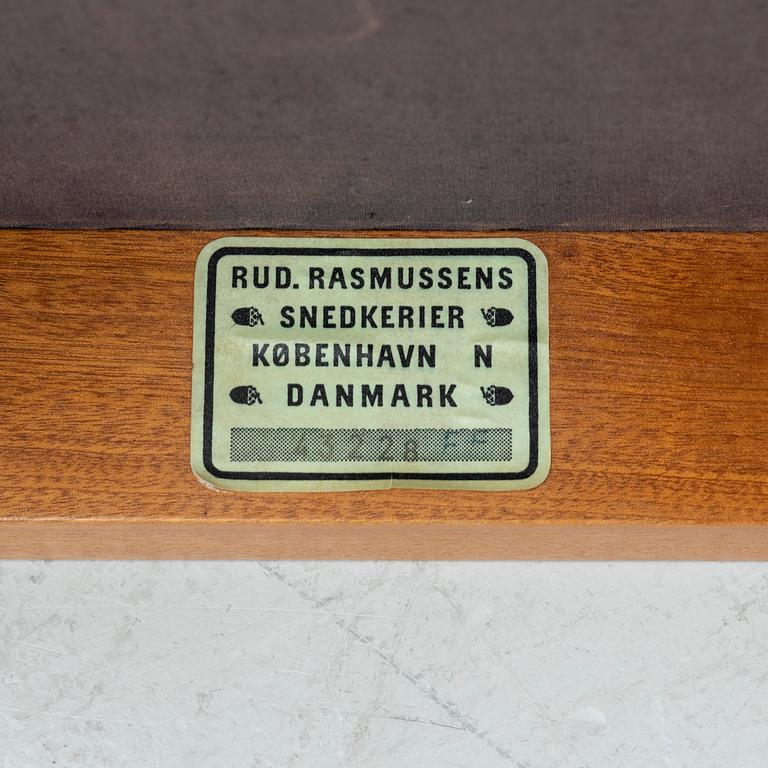 RUD. RASMUSSENS
SNEDKERIER
KØBENHAVN N
DANMARK